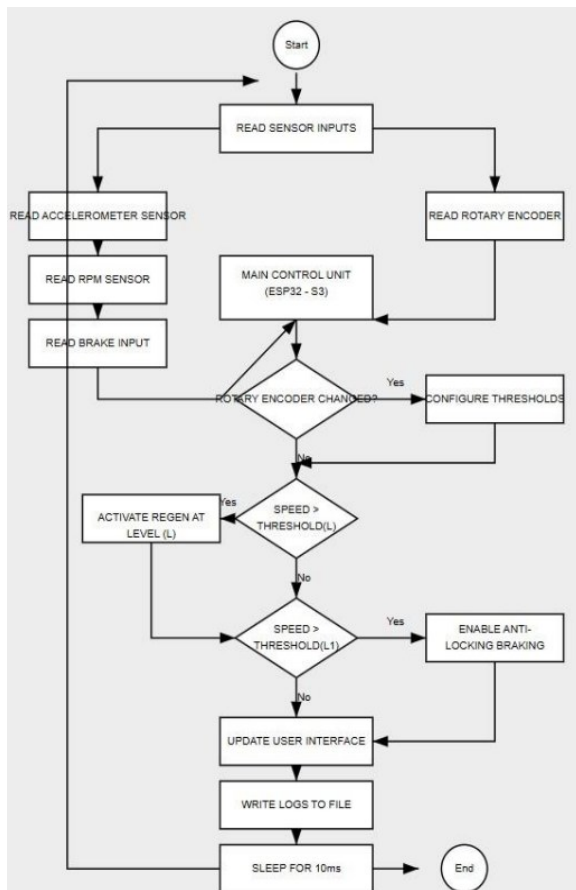 Start
READ SENSOR INPUTS
READ ACCELEROMETER SENSOR
READ ROTARY ENCODER
READ RPM SENSOR
MAIN CONTROL UNIT
(ESP32 - S3)
READ BRAKE INPUT
ROTARY ENCODER CHANGED?
Yes
CONFIGURE THRESHOLDS
No
SPEED >
THRESHOLD(L)
Yes
ACTIVATE REGEN AT
LEVEL (L)
No
SPEED >
THRESHOLD(L1)
Yes
ENABLE ANTI-
LOCKING BRAKING
No
UPDATE USER INTERFACE
WRITE LOGS TO FILE
SLEEP FOR 10ms
End